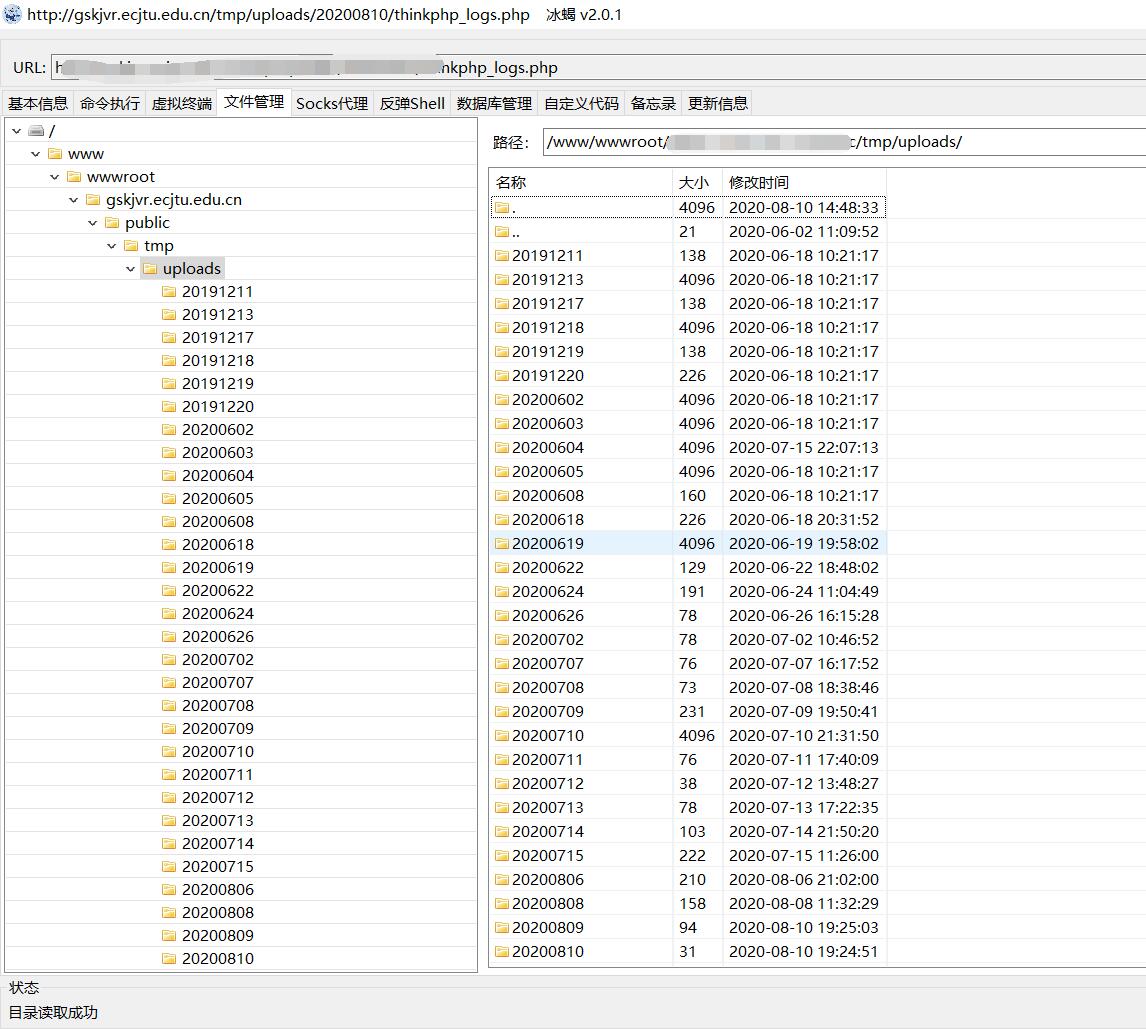 http://gskjvr.ecjtu.edu.cn/tmp/uploads/20200810/thinkphp_logs.php 冰蝎 v2.0.1
URL: h nkphp_logs.php
基本信息 命令执行 虚拟终端 文件管理 Socks代理 反弹Shell 数据库管理 自定义代码 备忘录 更新信息
/
www
wwwroot
gskjvr.ecjtu.edu.cn
public
tmp
uploads
20191211
20191213
20191217
20191218
20191219
20191220
20200602
20200603
20200604
20200605
20200608
20200618
20200619
20200622
20200624
20200626
20200702
20200707
20200708
20200709
20200710
20200711
20200712
20200713
20200714
20200715
20200806
20200808
20200809
20200810
路径: /www/wwwroot/ c/tmp/uploads/
名称 大小 修改时间
. 4096 2020-08-10 14:48:33
.. 21 2020-06-02 11:09:52
20191211 138 2020-06-18 10:21:17
20191213 4096 2020-06-18 10:21:17
20191217 138 2020-06-18 10:21:17
20191218 4096 2020-06-18 10:21:17
20191219 138 2020-06-18 10:21:17
20191220 226 2020-06-18 10:21:17
20200602 4096 2020-06-18 10:21:17
20200603 4096 2020-06-18 10:21:17
20200604 4096 2020-07-15 22:07:13
20200605 4096 2020-06-18 10:21:17
20200608 160 2020-06-18 10:21:17
20200618 226 2020-06-18 20:31:52
20200619 4096 2020-06-19 19:58:02
20200622 129 2020-06-22 18:48:02
20200624 191 2020-06-24 11:04:49
20200626 78 2020-06-26 16:15:28
20200702 78 2020-07-02 10:46:52
20200707 76 2020-07-07 16:17:52
20200708 73 2020-07-08 18:38:46
20200709 231 2020-07-09 19:50:41
20200710 4096 2020-07-10 21:31:50
20200711 76 2020-07-11 17:40:09
20200712 38 2020-07-12 13:48:27
20200713 78 2020-07-13 17:22:35
20200714 103 2020-07-14 21:50:20
20200715 222 2020-07-15 11:26:00
20200806 210 2020-08-06 21:02:00
20200808 158 2020-08-08 11:32:29
20200809 94 2020-08-10 19:25:03
20200810 31 2020-08-10 19:24:51
状态
目录读取成功